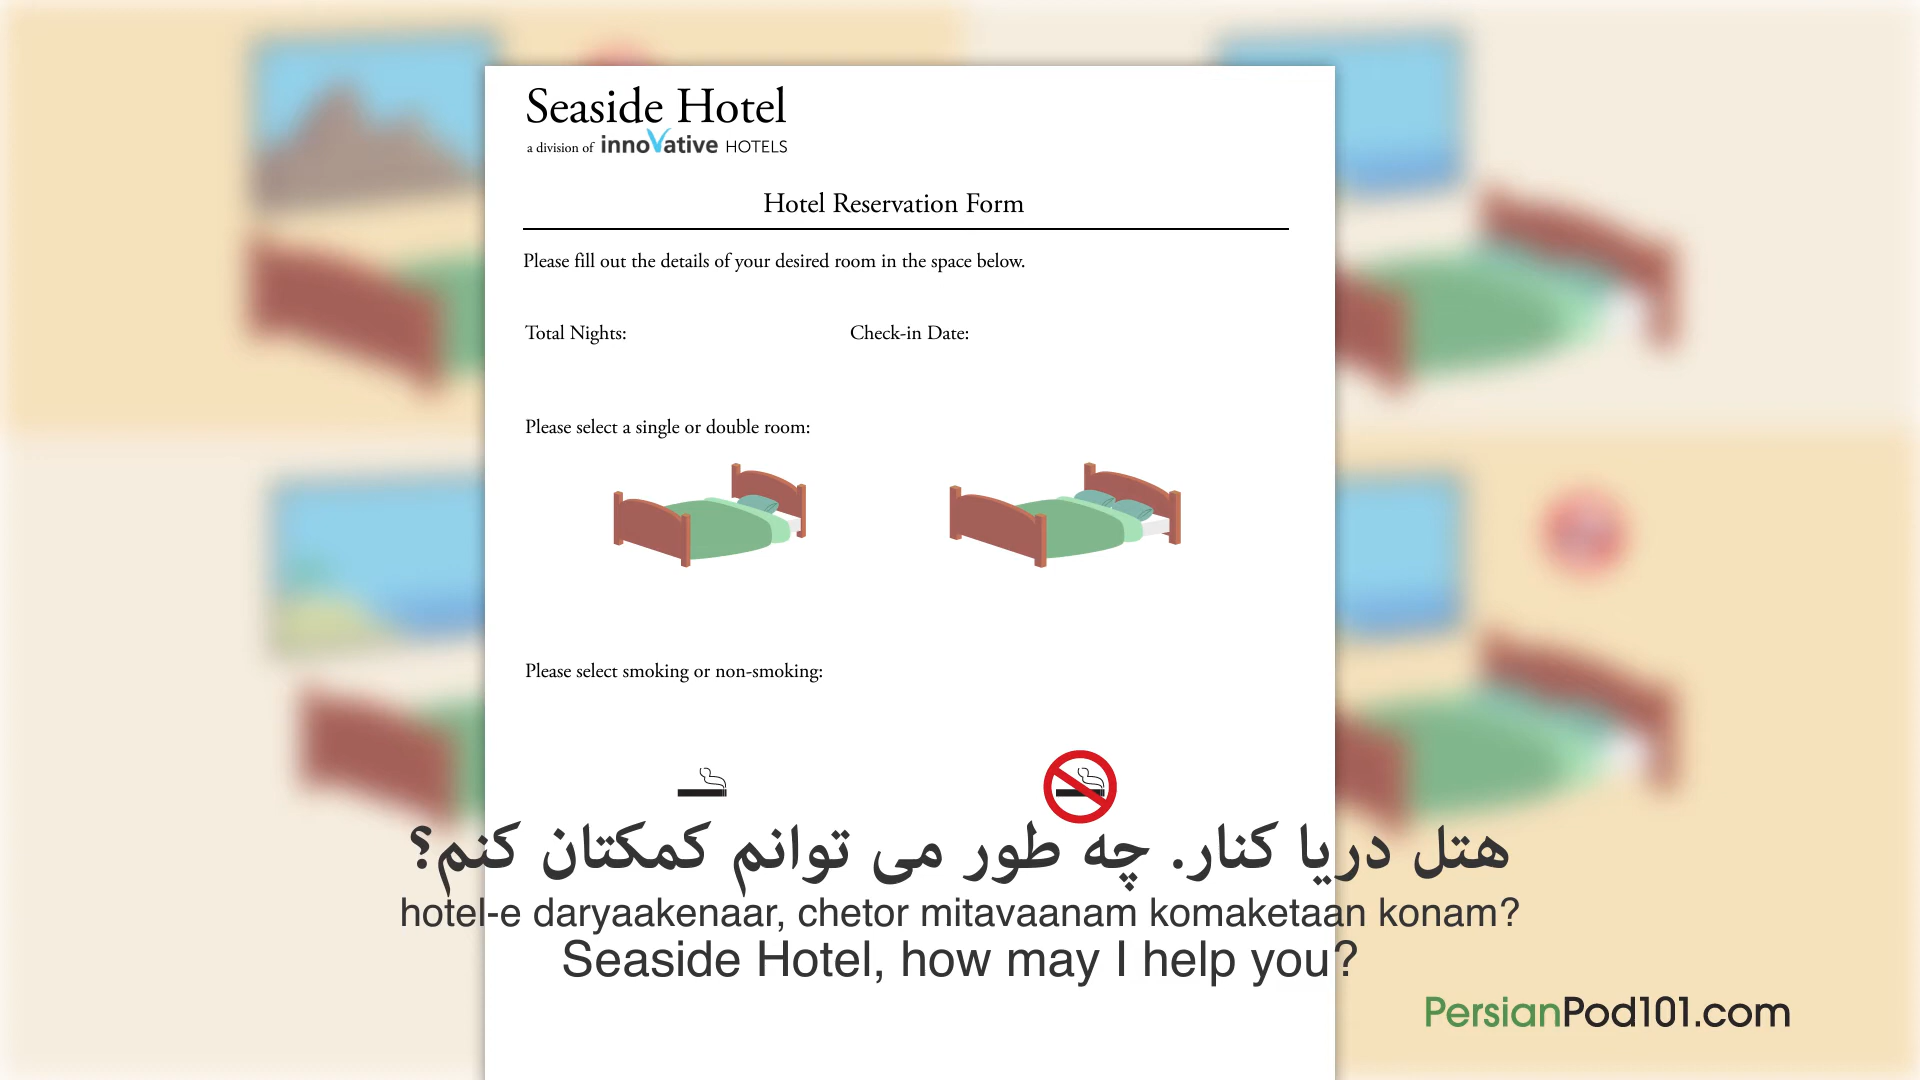 Seaside Hotel
a division of innoVative HOTELS
Hotel Reservation Form
Please fill out the details of your desired room in the space below.
Total Nights: Check-in Date:
Please select a single or double room:
Please select smoking or non-smoking:
هتل دریا کنار. چه طور می توانم کمکتان کنم؟
hotel-e daryaakenaar, chetor mitavaanam komaketaan konam?
Seaside Hotel, how may I help you?
PersianPod101.com